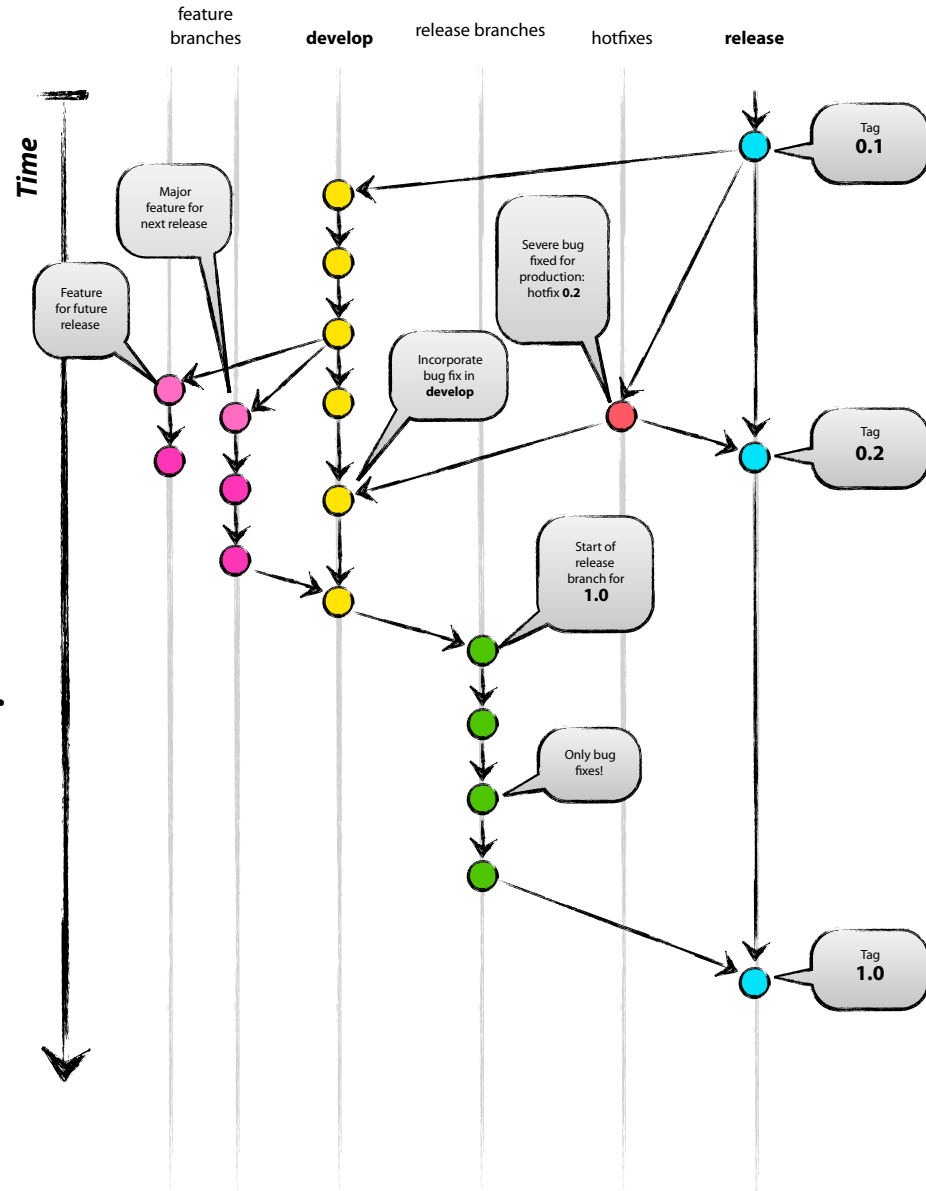 feature
branches
develop
release branches
hotfixes
release
Time
Tag
0.1
Major
feature for
next release
Severe bug
fixed for
production:
hotfix 0.2
Feature
for future
release
Incorporate
bug fix in
develop
Tag
0.2
Start of
release
branch for
1.0
Only bug
fixes!
Tag
1.0